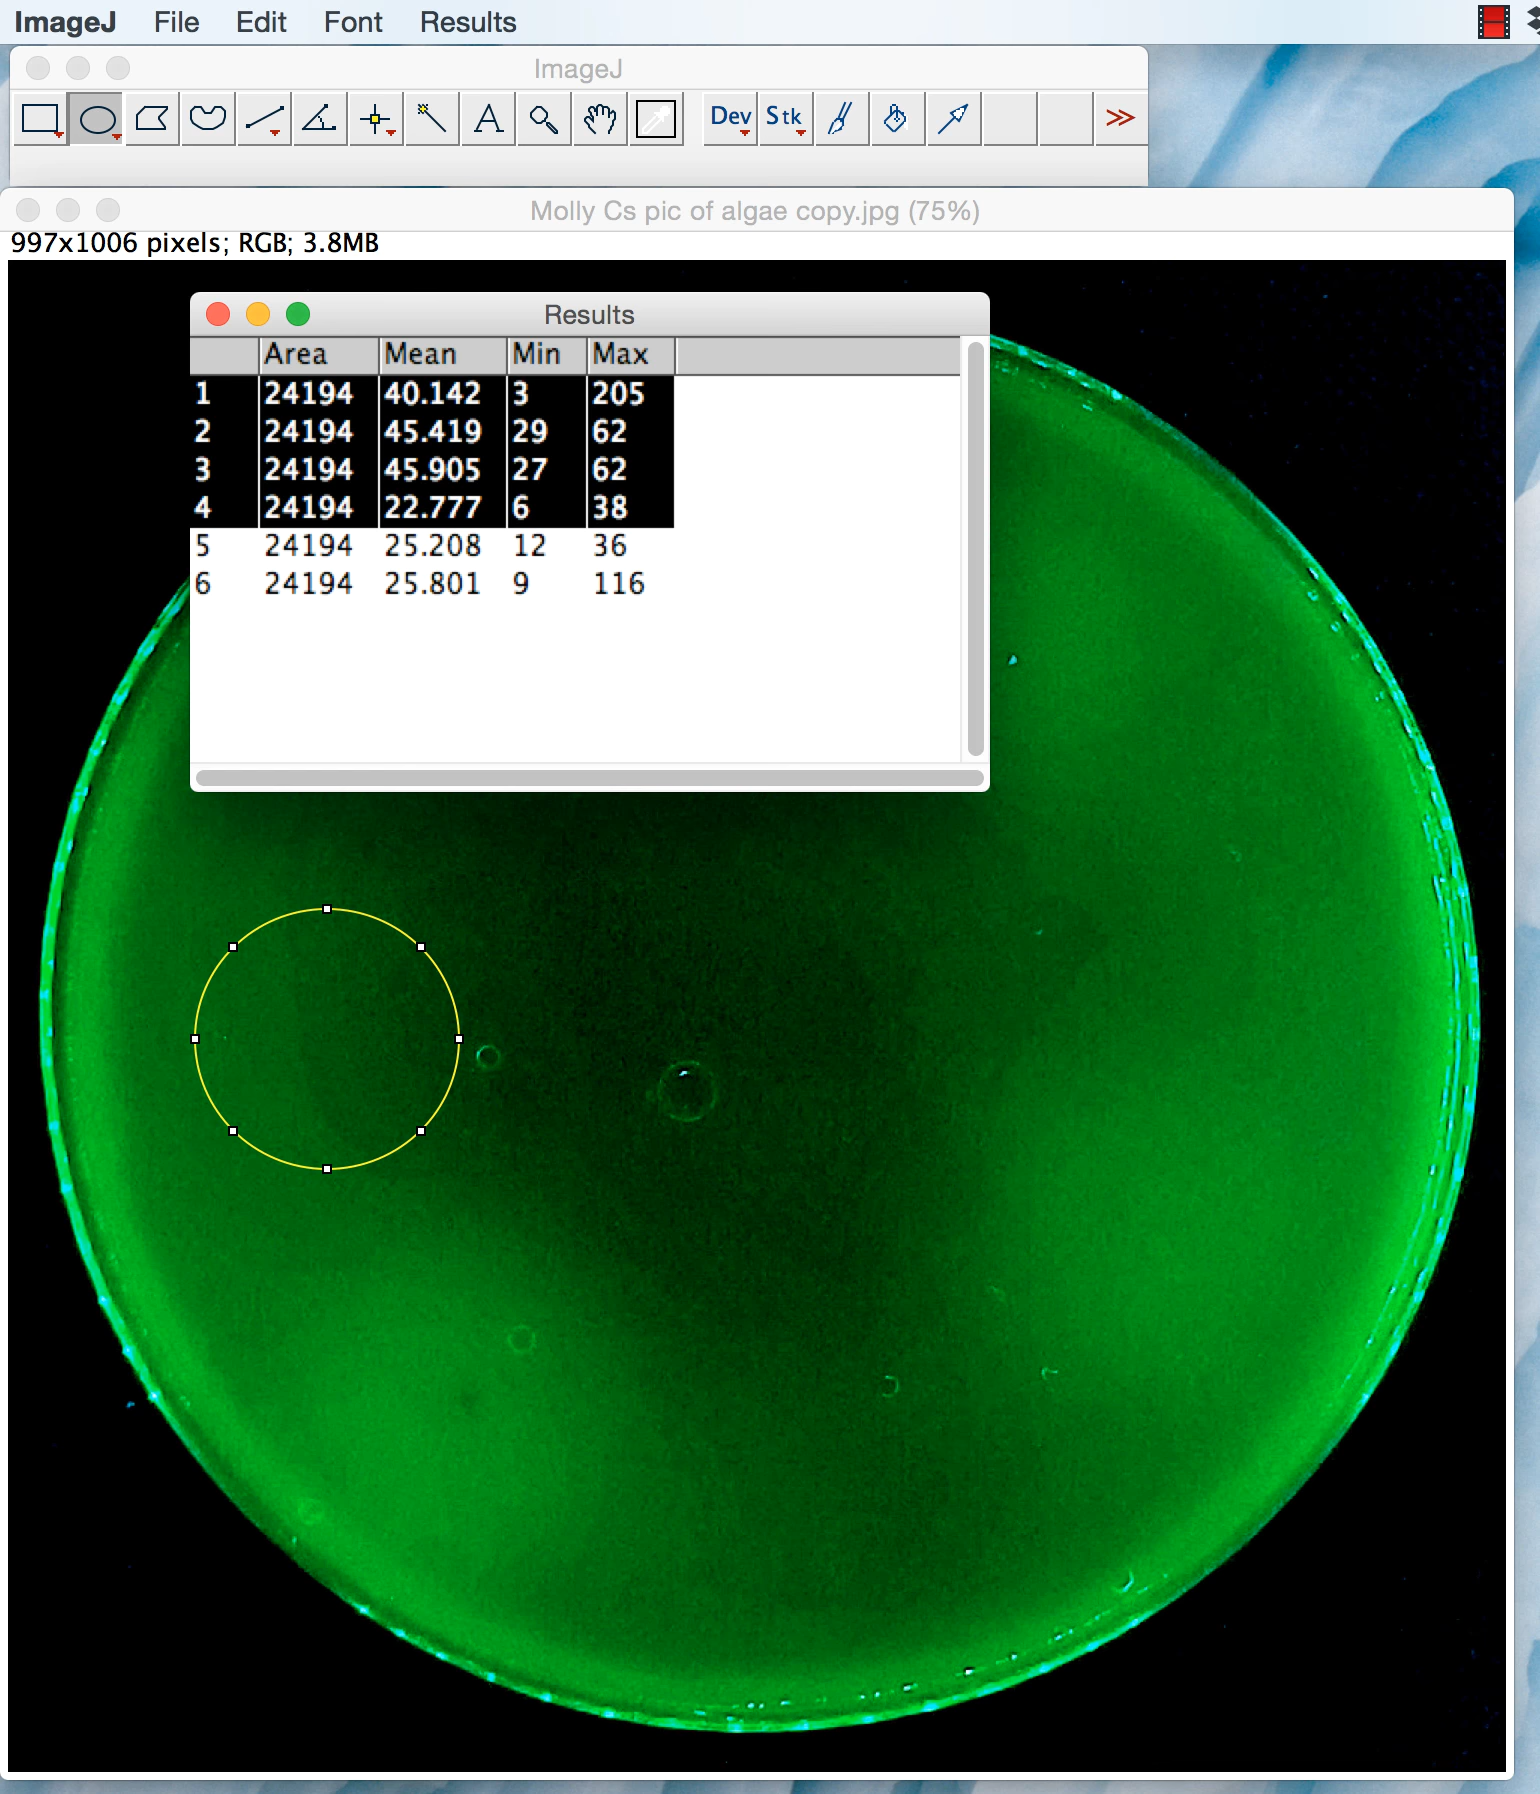 ImageJ File Edit Font Results
ImageJ
A Dev Stk >>
Molly Cs pic of algae copy.jpg (75%)
997x1006 pixels; RGB; 3.8MB
Results
Area Mean Min Max
1 24194 40.142 3 205
2 24194 45.419 29 62
3 24194 45.905 27 62
4 24194 22.777 6 38
5 24194 25.208 12 36
6 24194 25.801 9 116